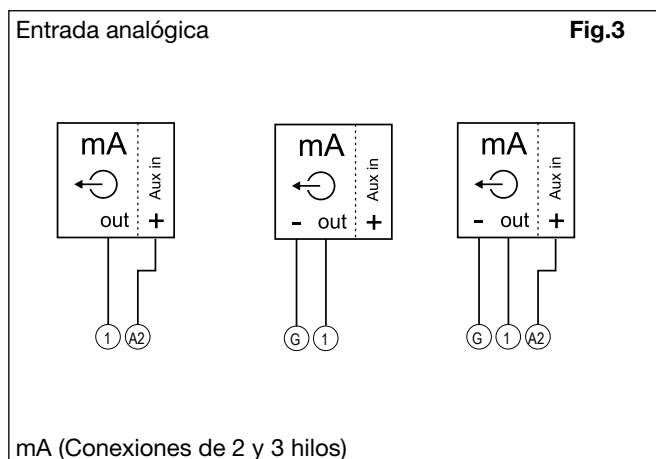 Entrada analógica Fig.3
mA mA mA
Aux in Aux in Aux in
out + - out + - out +
1 A2 G 1 G 1 A2
mA (Conexiones de 2 y 3 hilos)